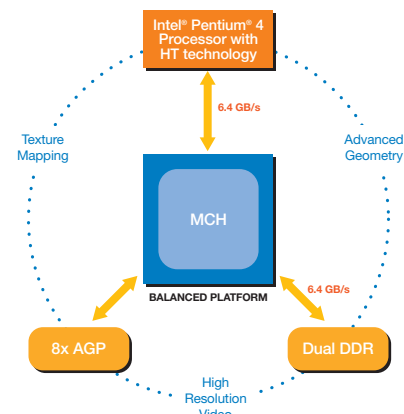 Intel® Pentium® 4
Processor with
HT technology
6.4 GB/s
Texture
Mapping
Advanced
Geometry
MCH
6.4 GB/s
BALANCED PLATFORM
8x AGP
Dual DDR
High
Resolution
Video